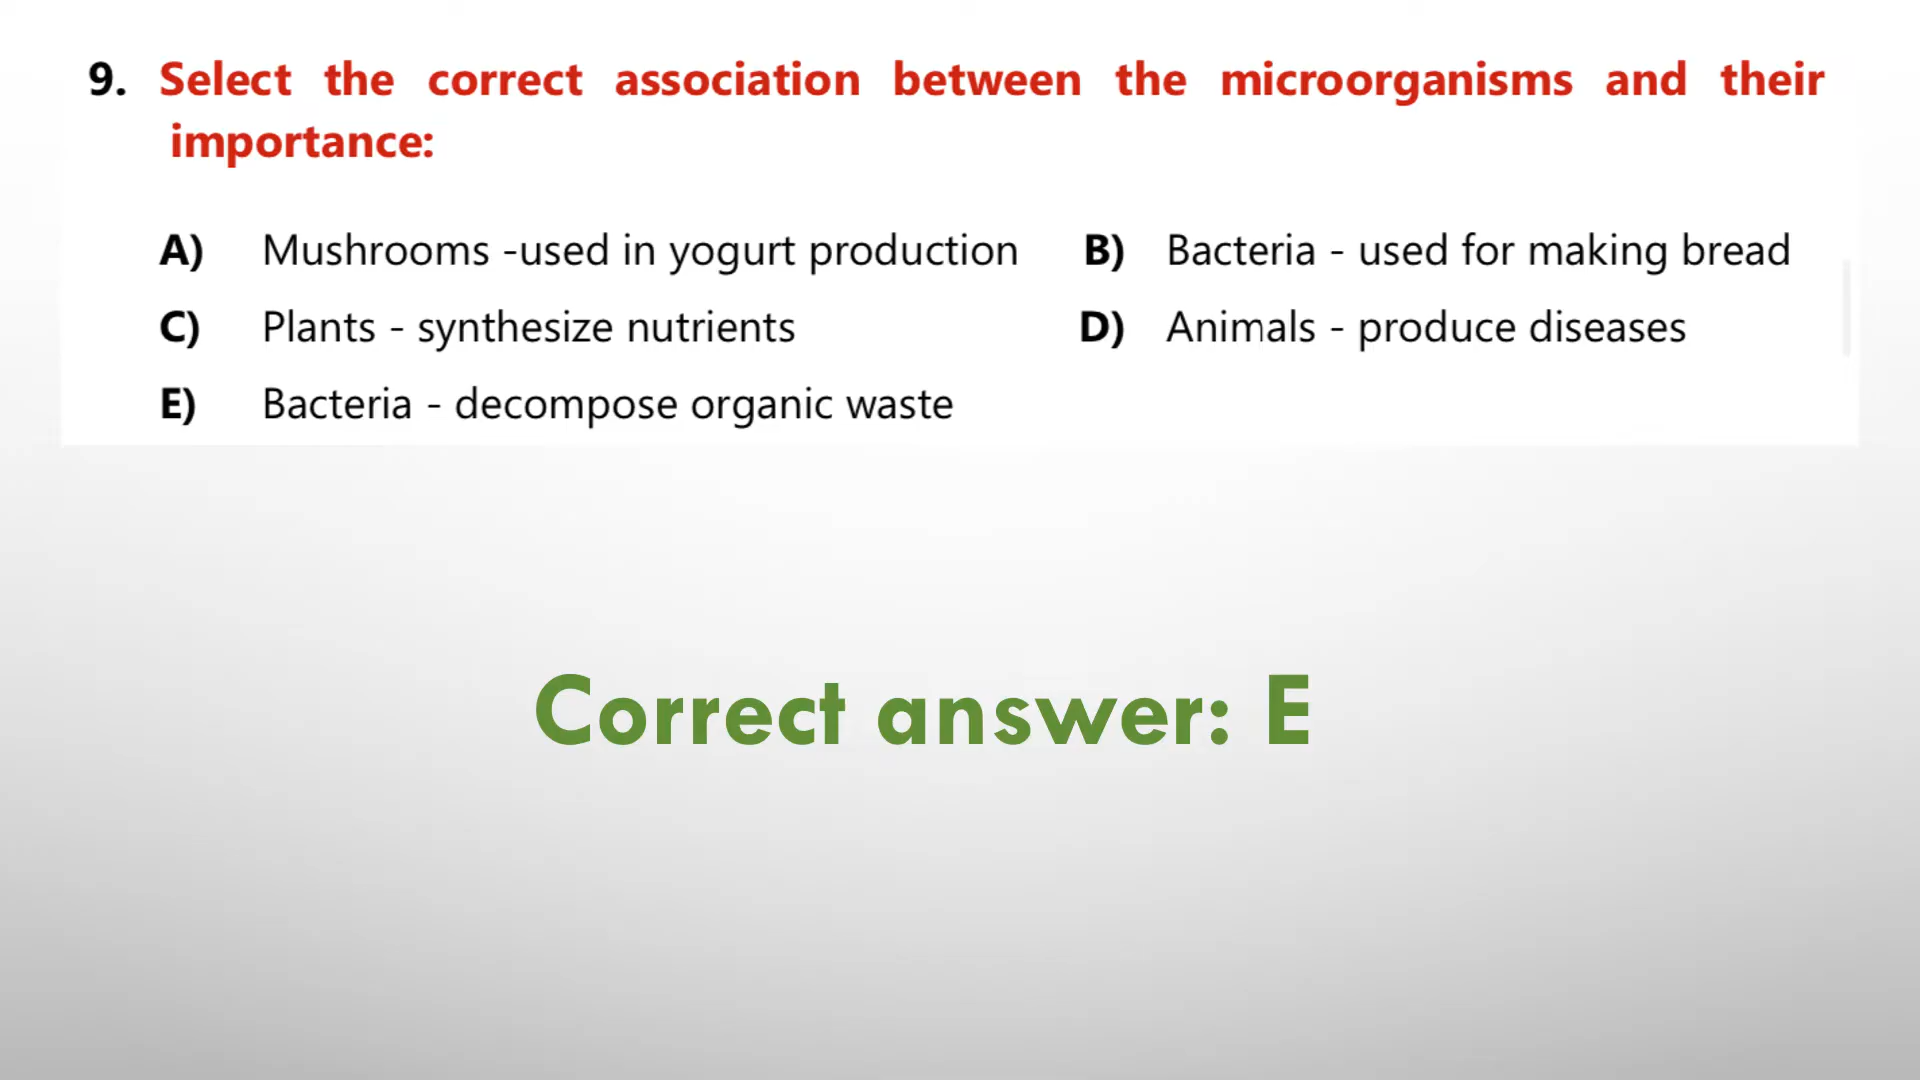 9. Select the correct association between the microorganisms and their
importance:
A) Mushrooms -used in yogurt production B) Bacteria - used for making bread
C) Plants - synthesize nutrients D) Animals - produce diseases
E) Bacteria - decompose organic waste
Correct answer: E